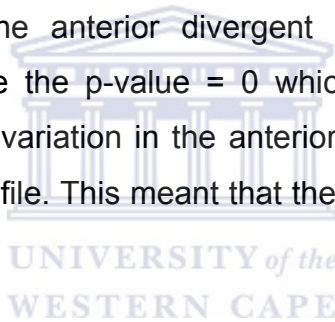 ne anterior divergent
e the p-value = 0 whic
variation in the anterior
file. This meant that the
UNIVERSITY of the
WESTERN CAPE